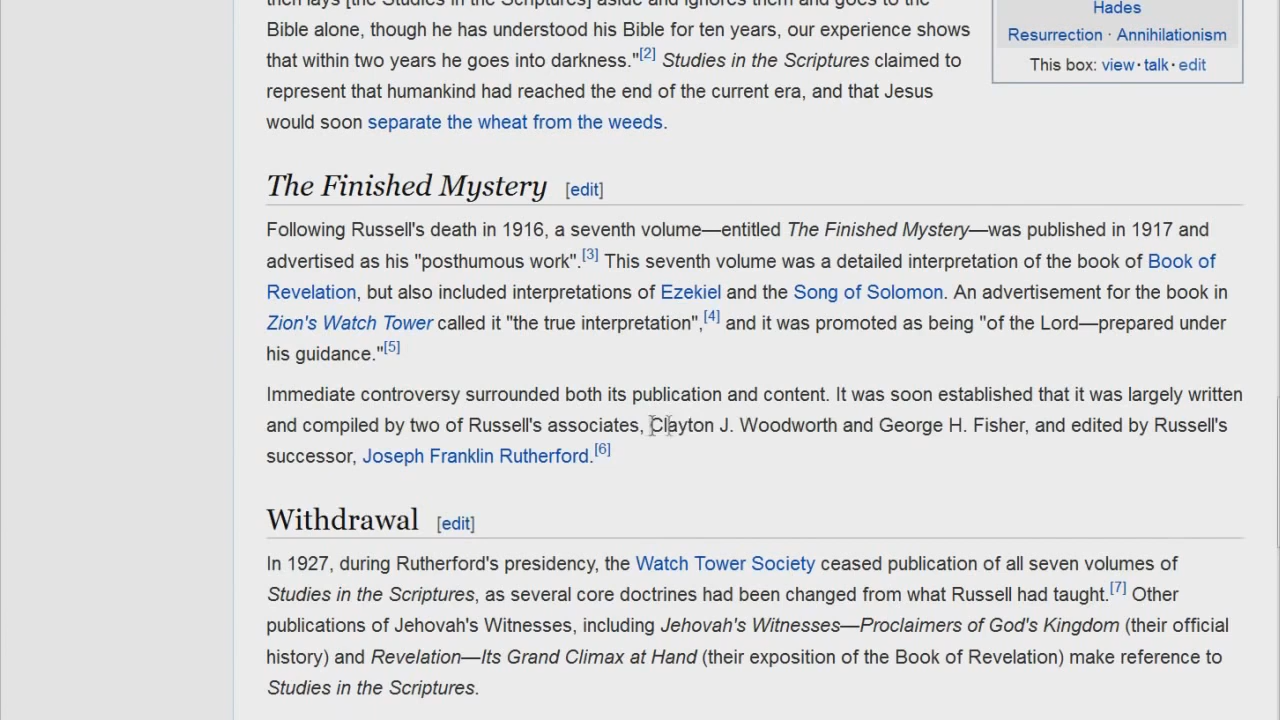 then lays [the Studies in the Scriptures] aside and ignores them and goes to the
Bible alone, though he has understood his Bible for ten years, our experience shows
that within two years he goes into darkness."[2] Studies in the Scriptures claimed to
represent that humankind had reached the end of the current era, and that Jesus
would soon separate the wheat from the weeds.
Hades
Resurrection · Annihilationism
This box: view · talk · edit
The Finished Mystery [edit]
Following Russell's death in 1916, a seventh volume—entitled The Finished Mystery—was published in 1917 and
advertised as his "posthumous work".[3] This seventh volume was a detailed interpretation of the book of Book of
Revelation, but also included interpretations of Ezekiel and the Song of Solomon. An advertisement for the book in
Zion's Watch Tower called it "the true interpretation",[4] and it was promoted as being "of the Lord—prepared under
his guidance."[5]
Immediate controversy surrounded both its publication and content. It was soon established that it was largely written
and compiled by two of Russell's associates, Clayton J. Woodworth and George H. Fisher, and edited by Russell's
successor, Joseph Franklin Rutherford.[6]
Withdrawal [edit]
In 1927, during Rutherford's presidency, the Watch Tower Society ceased publication of all seven volumes of
Studies in the Scriptures, as several core doctrines had been changed from what Russell had taught.[7] Other
publications of Jehovah's Witnesses, including Jehovah's Witnesses—Proclaimers of God's Kingdom (their official
history) and Revelation—Its Grand Climax at Hand (their exposition of the Book of Revelation) make reference to
Studies in the Scriptures.